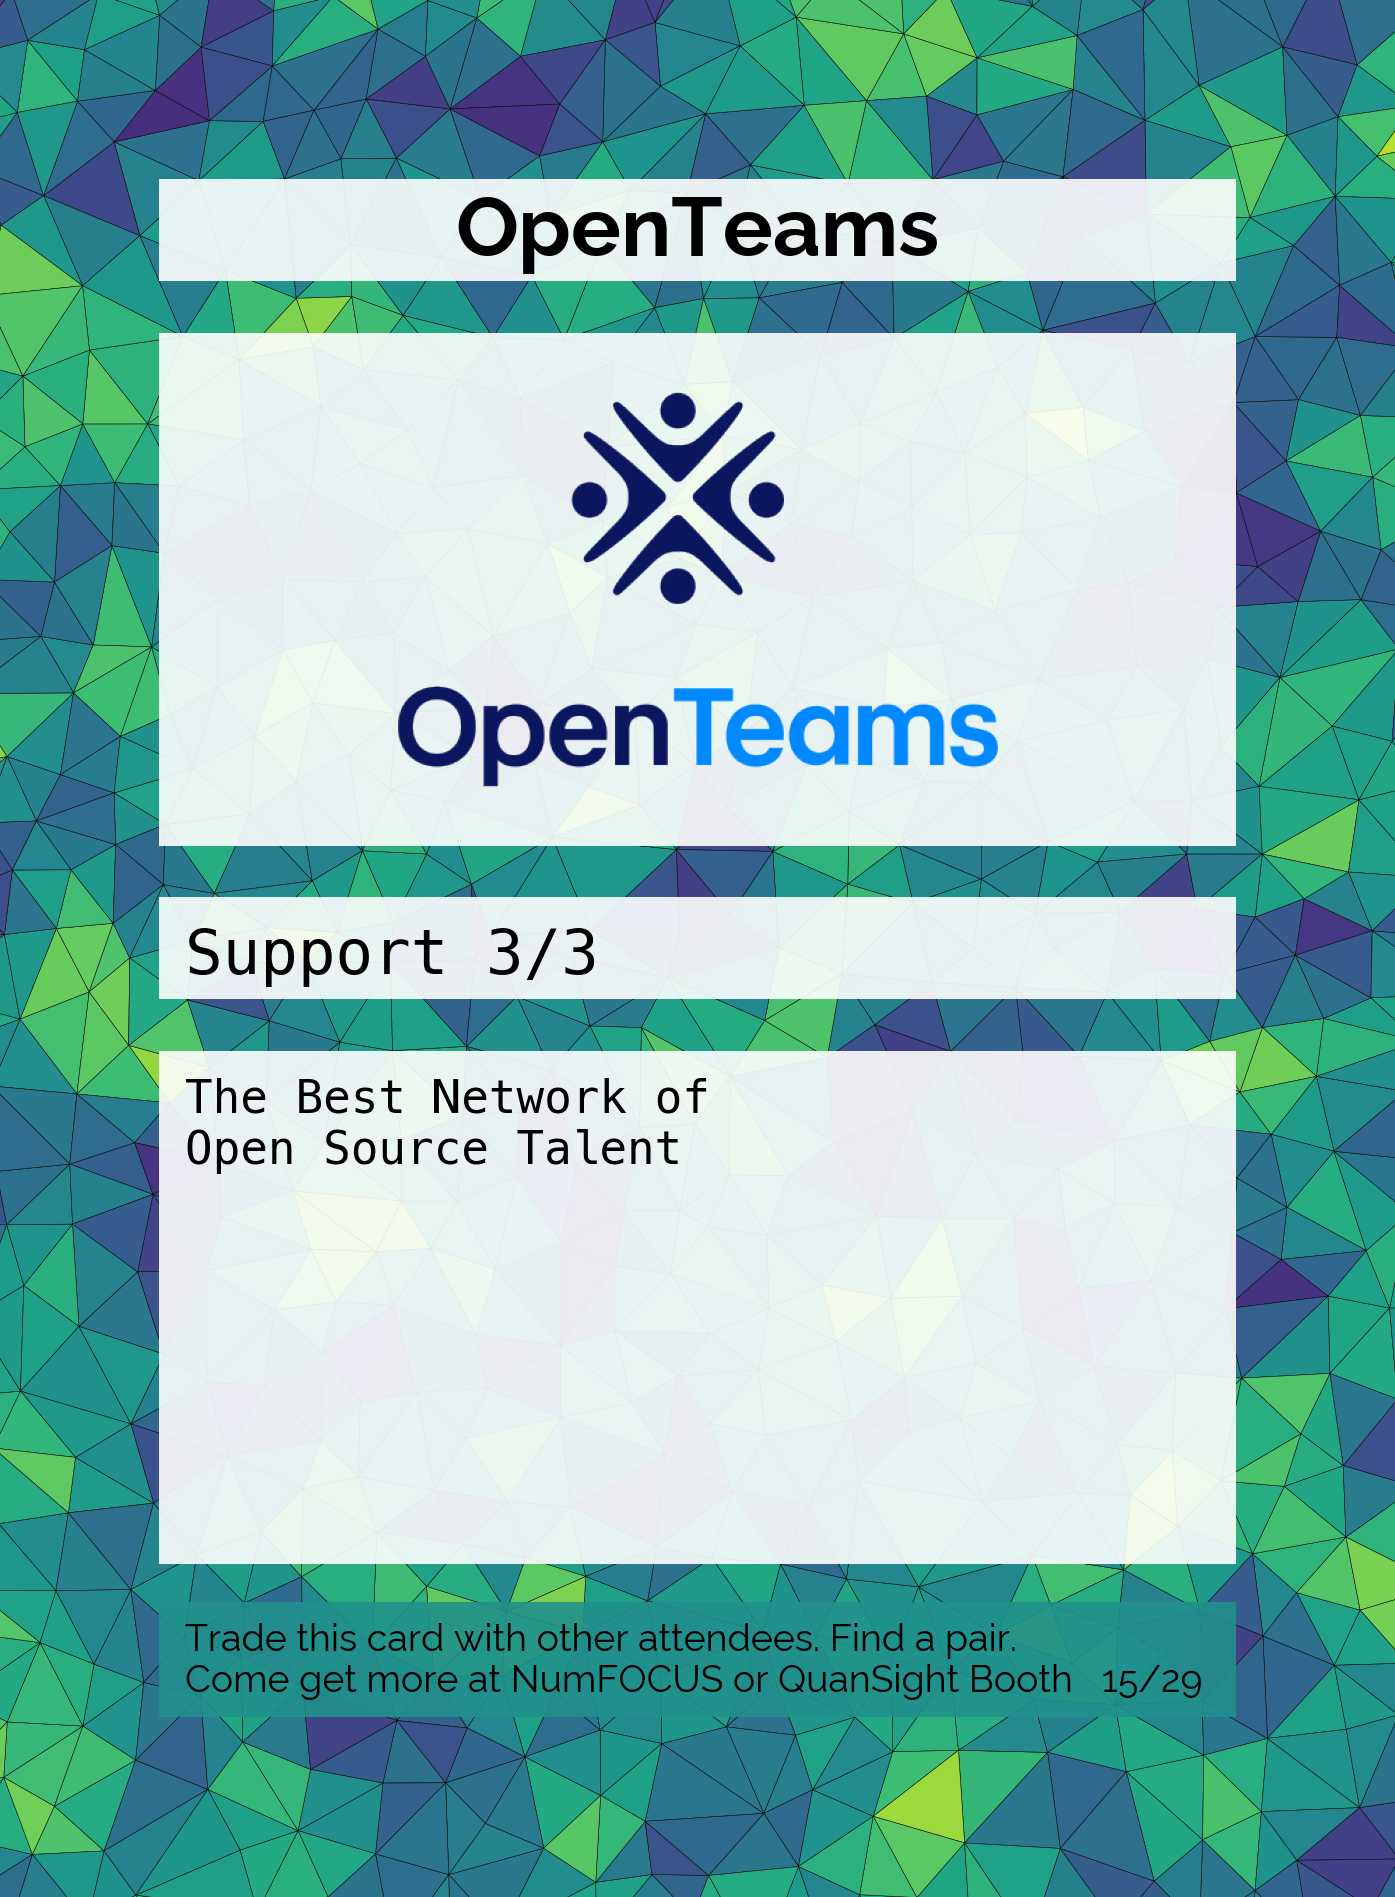 OpenTeams
OpenTeams
Support 3/3
The Best Network of
Open Source Talent
Trade this card with other attendees. Find a pair.
Come get more at NumFOCUS or QuanSight Booth 15/29